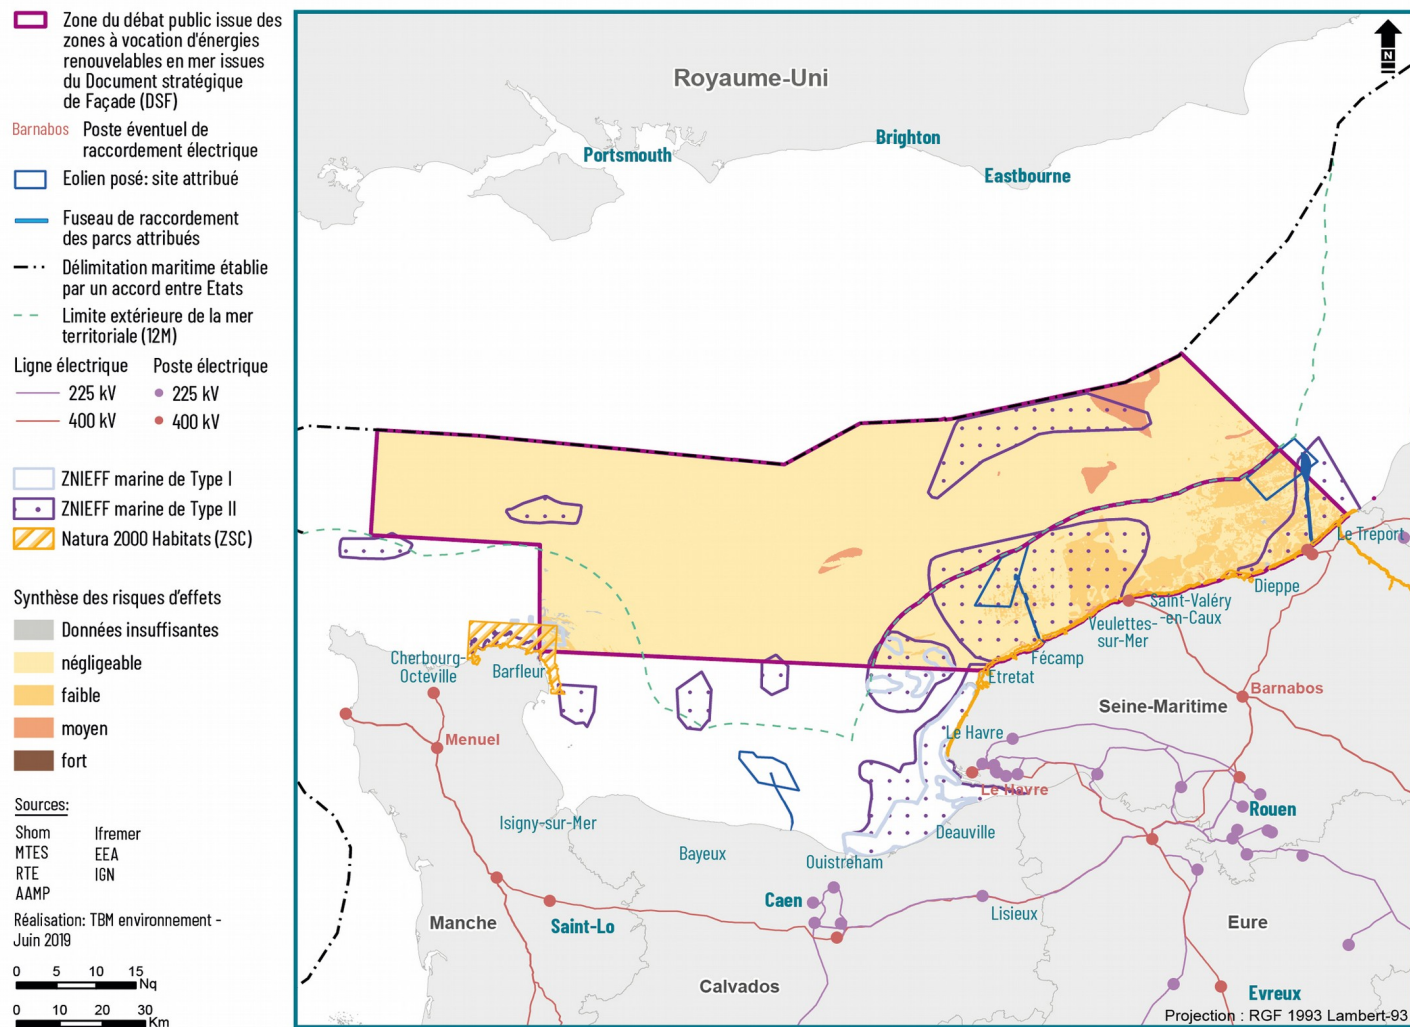 Zone du débat public issue des
zones à vocation d'énergies
renouvelables en mer issues
du Document stratégique
de Façade (DSF)
Barnabos Poste éventuel de
raccordement électrique
Eolien posé: site attribué
Fuseau de raccordement
des parcs attribués
Délimitation maritime établie
par un accord entre Etats
Limite extérieure de la mer
territoriale (12M)
Ligne électrique Poste électrique
225 kV 225 kV
400 kV 400 kV
ZNIEFF marine de Type I
ZNIEFF marine de Type II
Natura 2000 Habitats (ZSC)
Synthèse des risques d'effets
Données insuffisantes
négligeable
faible
moyen
fort
Sources:
Shom Ifremer
MTES EEA
RTE IGN
AAMP
Réalisation: TBM environnement -
Juin 2019
0 5 10 15
Nq
0 10 20 30
Km
N
Royaume-Uni
Brighton
Portsmouth
Eastbourne
Le Treport
Dieppe
Saint-Valéry
-en-Caux
Veulettes-
sur-Mer
Fécamp
Etretat
Cherbourg-
Octeville
Barfleur
Barnabos
Seine-Maritime
Menuel
Le Havre
Le Havre
Rouen
Isigny-sur-Mer
Deauville
Bayeux
Ouistreham
Caen
Lisieux
Manche
Saint-Lo
Eure
Calvados
Evreux
Projection : RGF 1993 Lambert-93